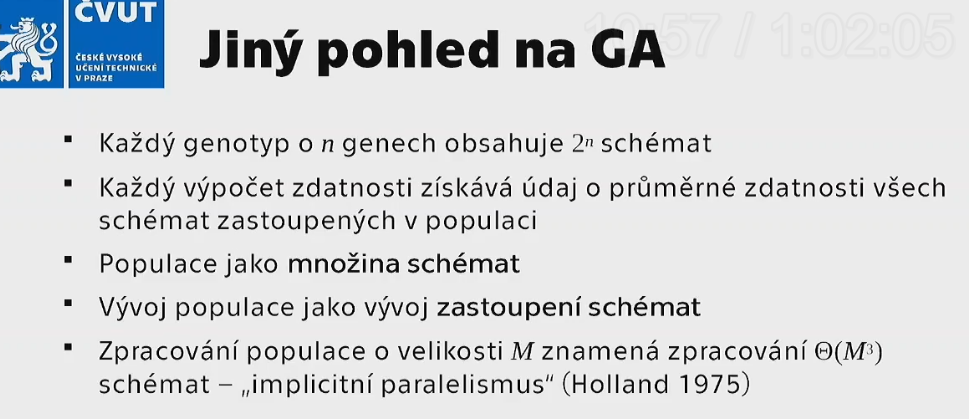 ČVUT
ČESKÉ VYSOKÉ
UČENÍ TECHNICKÉ
V PRAZE
10:57 / 1:02:05
Jiný pohled na GA
▪ Každý genotyp o n genech obsahuje 2ⁿ schémat
▪ Každý výpočet zdatnosti získává údaj o průměrné zdatnosti všech
schémat zastoupených v populaci
▪ Populace jako množina schémat
▪ Vývoj populace jako vývoj zastoupení schémat
▪ Zpracování populace o velikosti M znamená zpracování Θ(M³)
schémat – „implicitní paralelismus“ (Holland 1975)